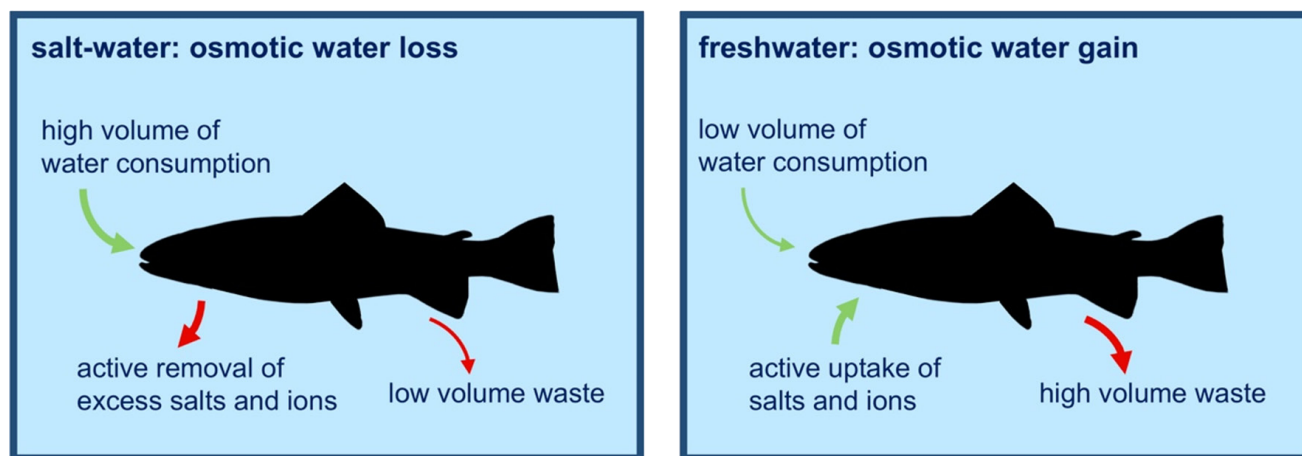 salt-water: osmotic water loss
high volume of
water consumption
active removal of
excess salts and ions
low volume waste
freshwater: osmotic water gain
low volume of
water consumption
active uptake of
salts and ions
high volume waste